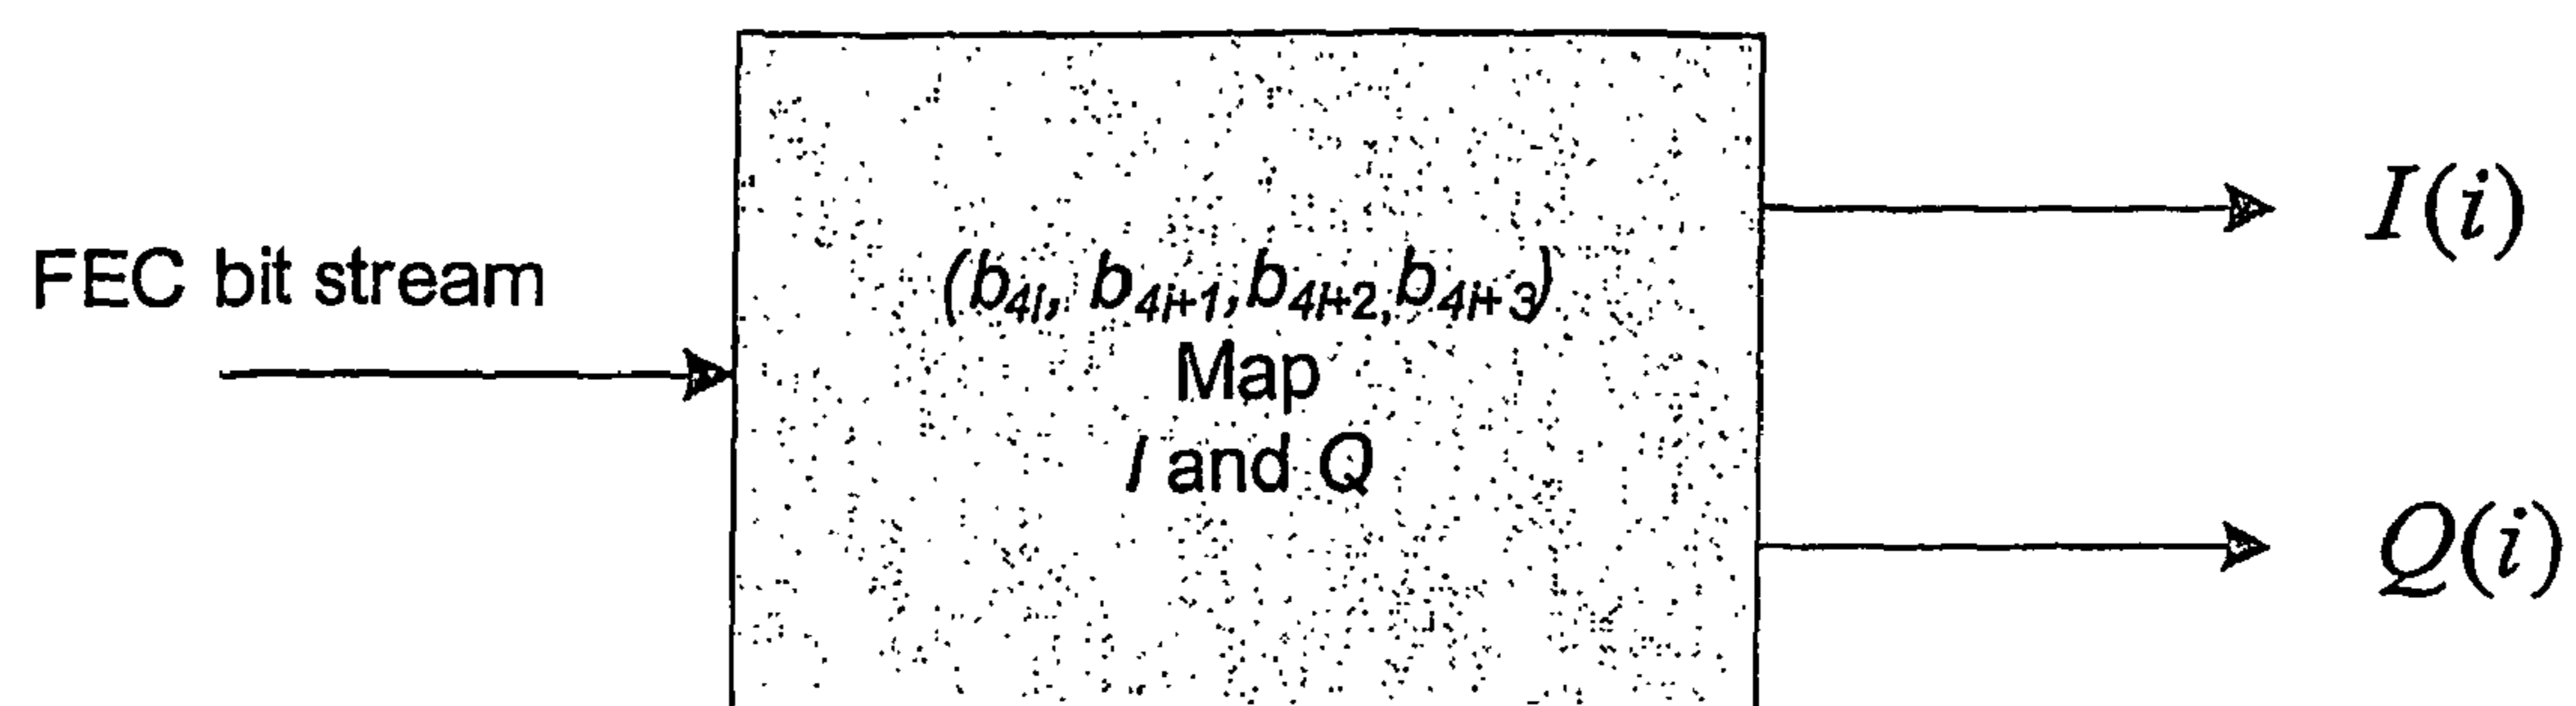 FEC bit stream
(b4i, b4i+1, b4i+2, b4i+3)
Map
I and Q
I(i)
Q(i)